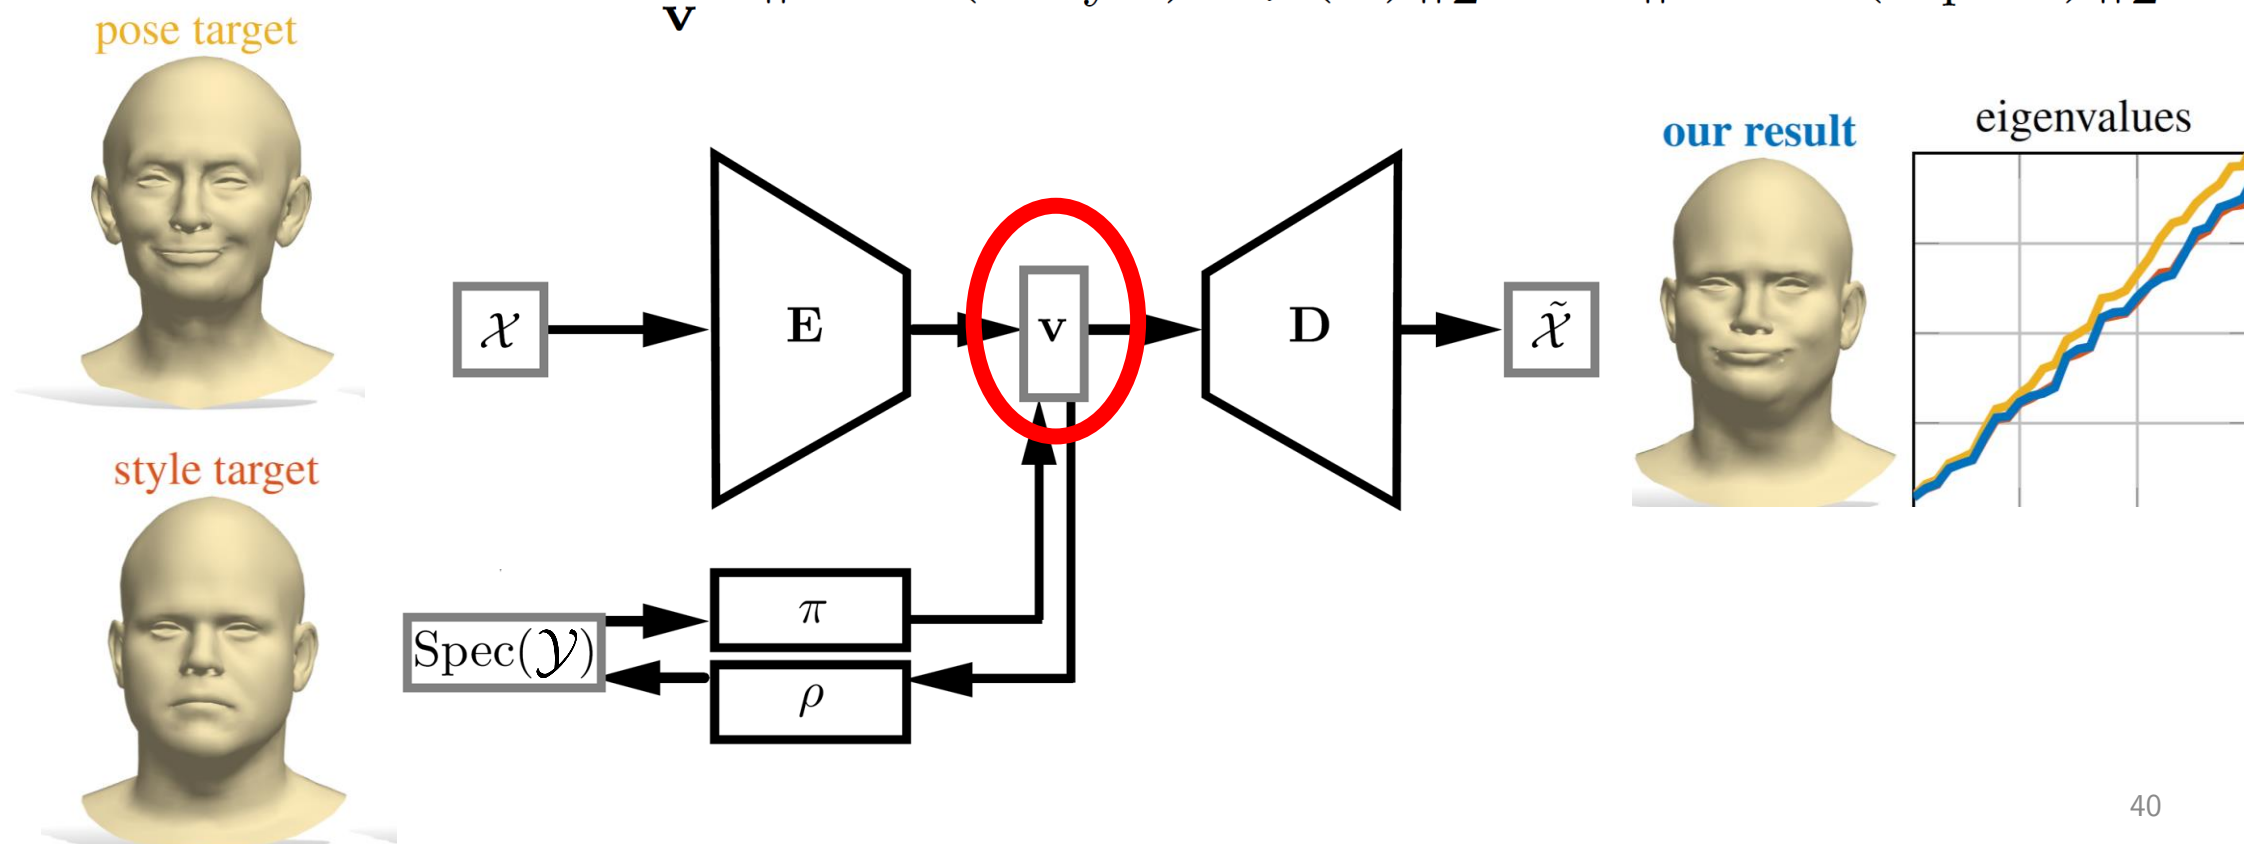 v
pose target
style target
𝒳
E
v
D
𝒳̃
Spec(𝒴)
π
ρ
our result
eigenvalues
40